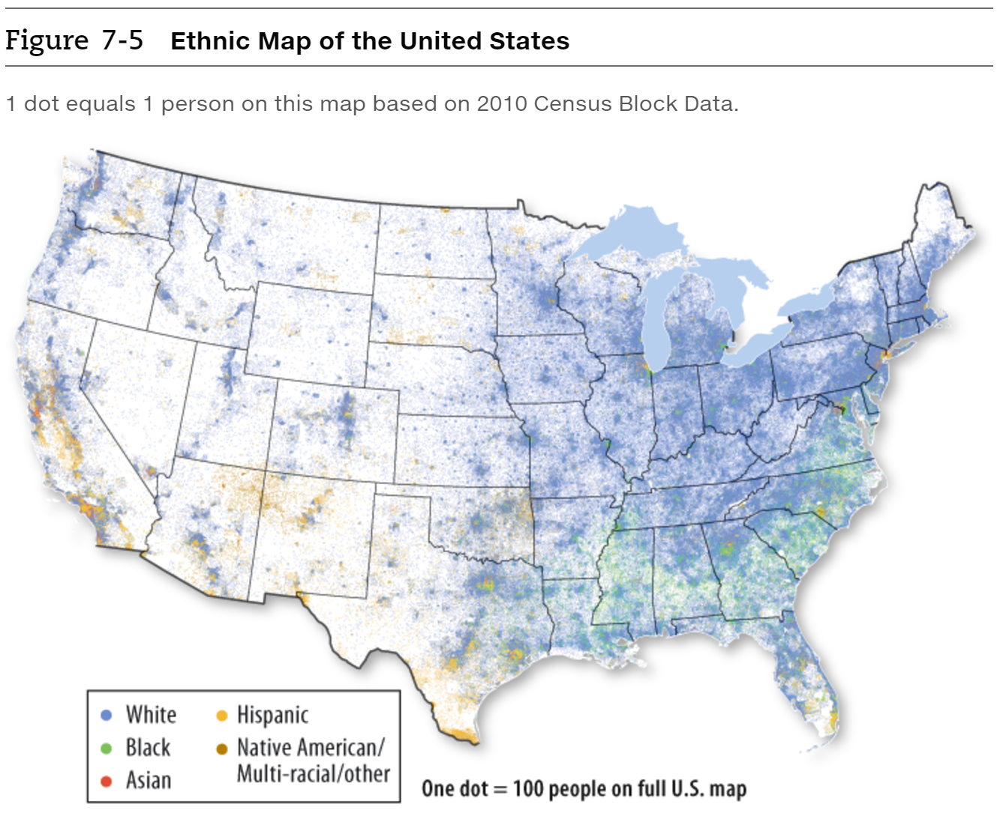 Figure 7-5 Ethnic Map of the United States
1 dot equals 1 person on this map based on 2010 Census Block Data.
White
Black
Asian
Hispanic
Native American/
Multi-racial/other
One dot = 100 people on full U.S. map